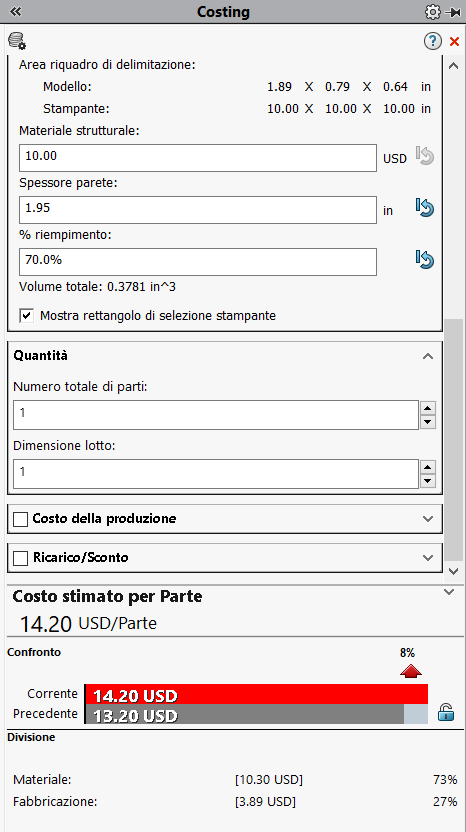 Costing
Area riquadro di delimitazione:
Modello: 1.89 X 0.79 X 0.64 in
Stampante: 10.00 X 10.00 X 10.00 in
Materiale strutturale:
10.00 USD
Spessore parete:
1.95 in
% riempimento:
70.0%
Volume totale: 0.3781 in^3
Mostra rettangolo di selezione stampante
Quantità
Numero totale di parti:
1
Dimensione lotto:
1
Costo della produzione
Ricarico/Sconto
Costo stimato per Parte
14.20 USD/Parte
Confronto 8%
Corrente 14.20 USD
Precedente 13.20 USD
Divisione
Materiale: [10.30 USD] 73%
Fabbricazione: [3.89 USD] 27%